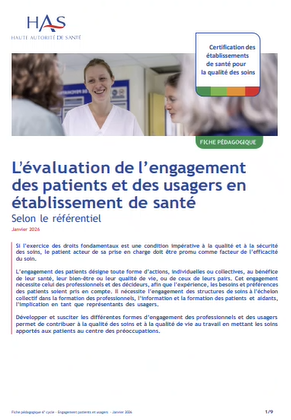 HAS
HAUTE AUTORITÉ DE SANTÉ
Certification des
établissements
de santé pour
la qualité des soins
FICHE PÉDAGOGIQUE
L'évaluation de l'engagement
des patients et des usagers en
établissement de santé
Selon le référentiel
Janvier 2026
Si l'exercice des droits fondamentaux est une condition impérative à la qualité et à la sécurité
des soins, le patient acteur de sa prise en charge doit être promu comme facteur de l'efficacité
du soin.
L'engagement des patients désigne toute forme d'actions, individuelles ou collectives, au bénéfice
de leur santé, leur bien-être ou leur qualité de vie, ou de ceux de leurs pairs. Cet engagement
nécessite celui des professionnels et des décideurs, afin que l'expérience, les besoins et préférences
des patients soient pris en compte. Il nécessite l'engagement des structures de soins à l'échelon
collectif dans la formation des professionnels, l'information et la formation des patients et aidants,
l'implication en tant que représentants des usagers.
Développer et susciter les différentes formes d'engagement des professionnels et des usagers
permet de contribuer à la qualité des soins et à la qualité de vie au travail en mettant les soins
apportés aux patients au centre des préoccupations.
Fiche pédagogique - Engagement patients et usagers - Janvier 2026
1/9